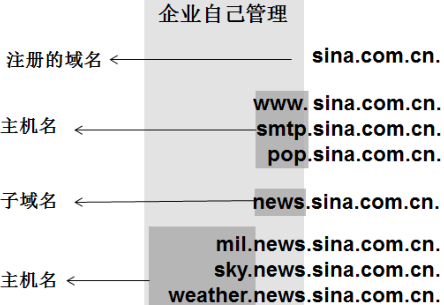 企业自己管理
注册的域名 sina.com.cn.
www. sina.com.cn.
主机名 smtp.sina.com.cn.
pop.sina.com.cn.
子域名 news.sina.com.cn.
mil.news.sina.com.cn.
sky.news.sina.com.cn.
主机名 weather.news.sina.com.cn.